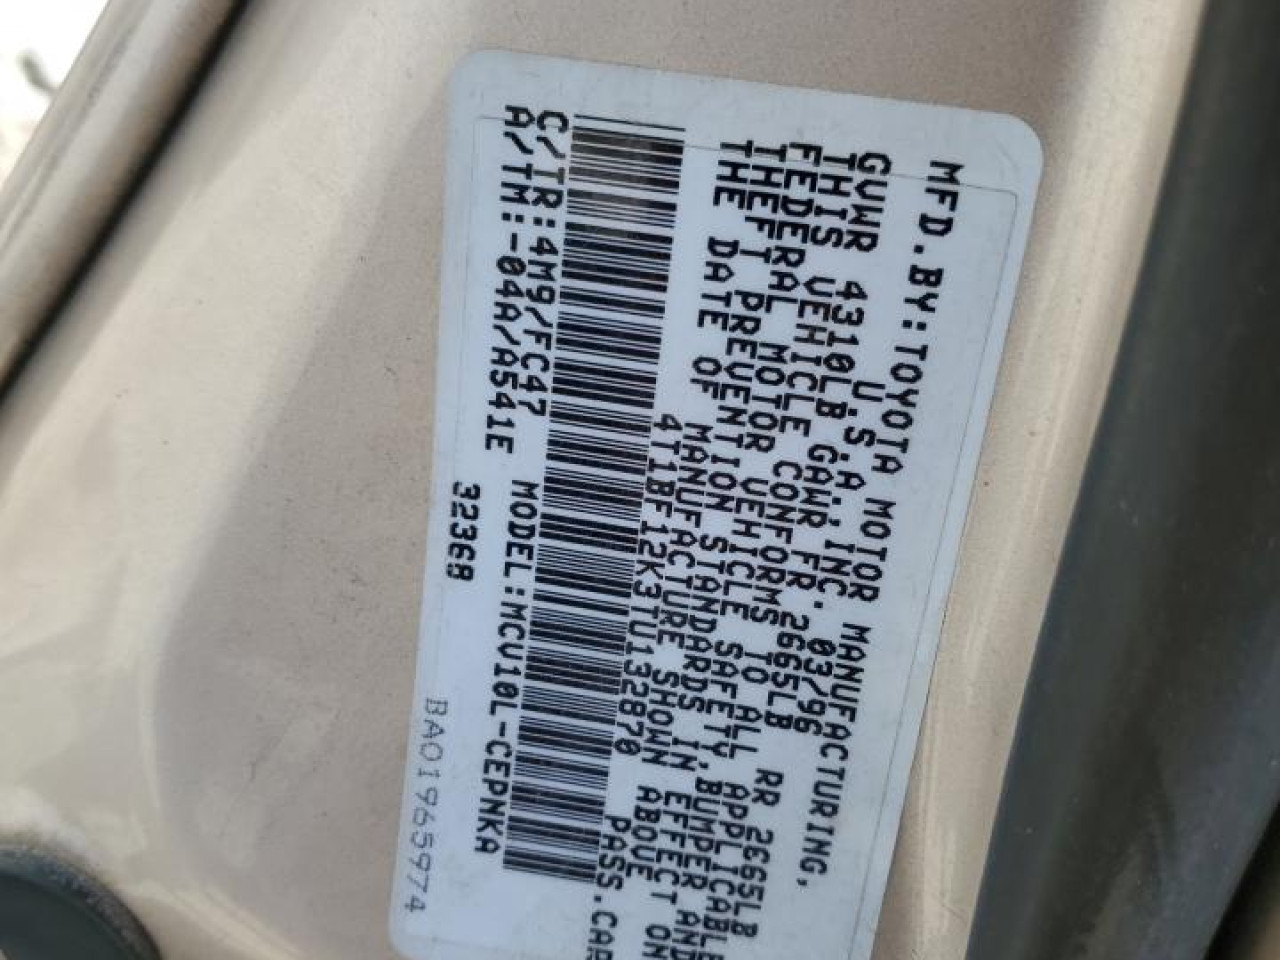 MFD.BY:TOYOTA MOTOR MANUFACTURING,
U.S.A.,INC. 03/96
GVWR 4310LB GAWR FR 2665LB RR 2665LB
THIS VEHICLE CONFORMS TO ALL APPLICABLE
FEDERAL MOTOR VEHICLE SAFETY,BUMPER AND
THEFT PREVENTION STANDARDS IN EFFECT ON
THE DATE OF MANUFACTURE SHOWN ABOVE
4T1BF12K3TU132870 PASS.CAR
C/TR:4M9/FC47 MODEL:MCV10L-CEPNKA
A/TM:-04A/A541E
32368
BA01965974